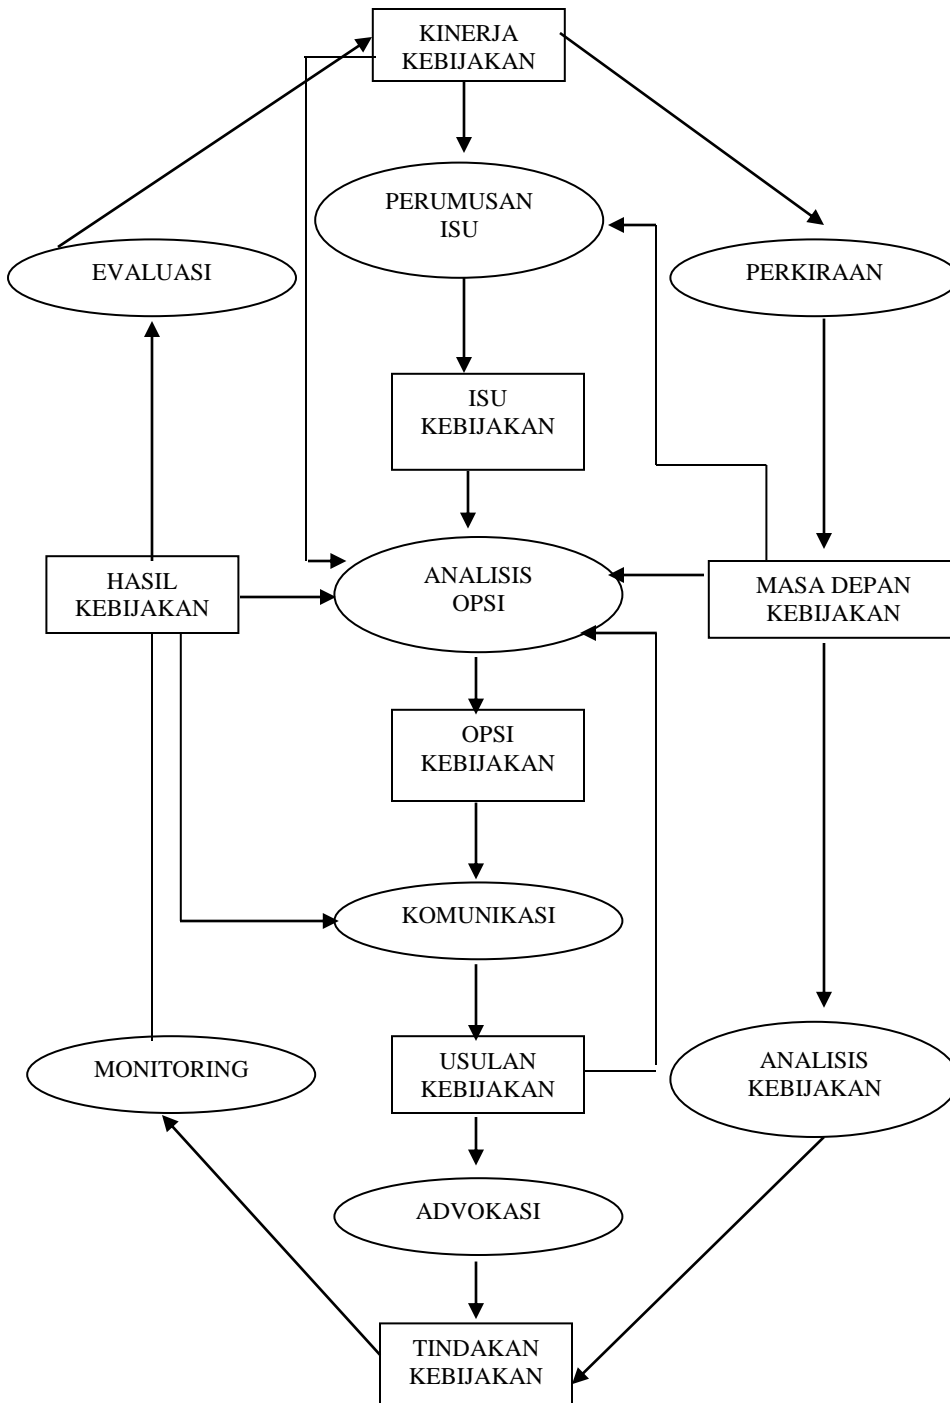 KINERJA
KEBIJAKAN
PERUMUSAN
ISU
EVALUASI
PERKIRAAN
ISU
KEBIJAKAN
HASIL
KEBIJAKAN
ANALISIS
OPSI
MASA DEPAN
KEBIJAKAN
OPSI
KEBIJAKAN
KOMUNIKASI
MONITORING
USULAN
KEBIJAKAN
ANALISIS
KEBIJAKAN
ADVOKASI
TINDAKAN
KEBIJAKAN